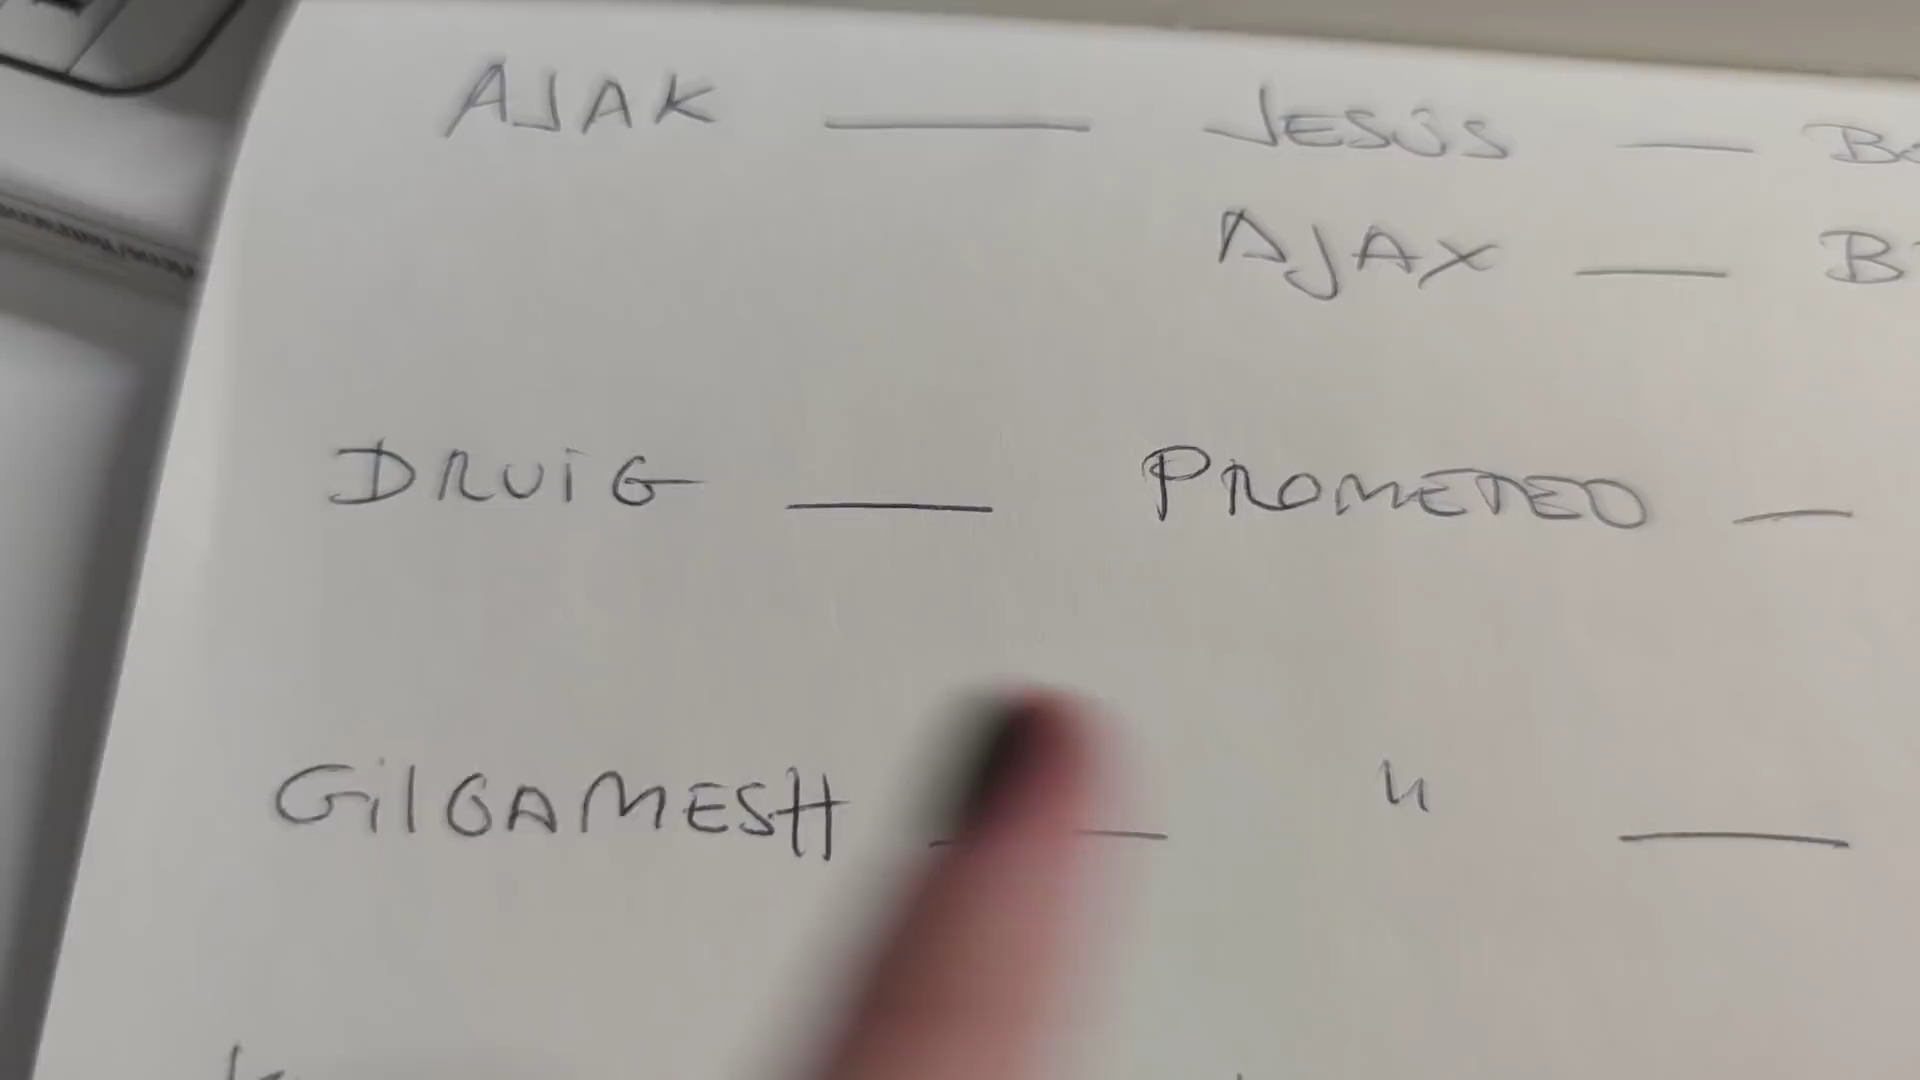 AJAK — JESÚS —
AJAX —
DRUiG — PROMETEO —
GilGAMESH — " —